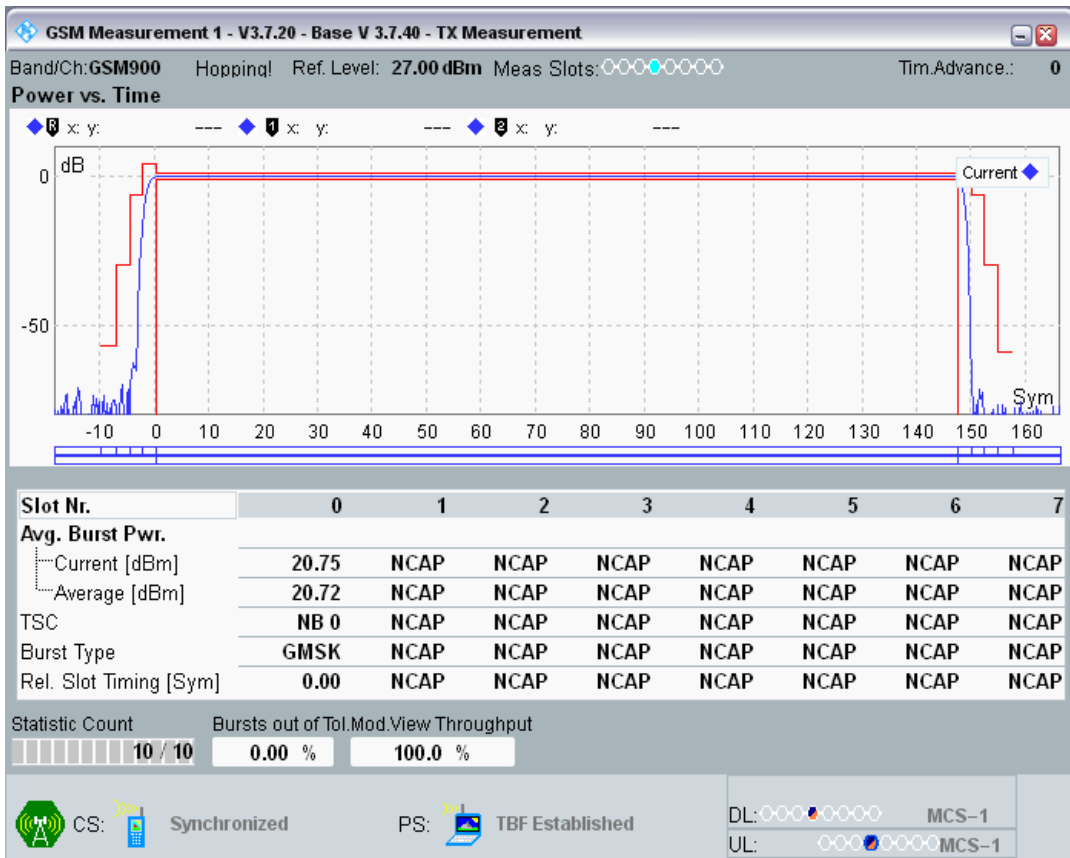 GSM Measurement 1 - V3.7.20 - Base V 3.7.40 - TX Measurement
Band/Ch:GSM900 Hopping! Ref. Level: 27.00 dBm Meas Slots: Tim.Advance.: 0
Power vs. Time
R x: y: --- 1 x: y: --- 2 x: y: ---
dB
0
Current
-50
Sym
-10 0 10 20 30 40 50 60 70 80 90 100 110 120 130 140 150 160
Slot Nr. 0 1 2 3 4 5 6 7
Avg. Burst Pwr.
Current [dBm] 20.75 NCAP NCAP NCAP NCAP NCAP NCAP NCAP
Average [dBm] 20.72 NCAP NCAP NCAP NCAP NCAP NCAP NCAP
TSC NB 0 NCAP NCAP NCAP NCAP NCAP NCAP NCAP
Burst Type GMSK NCAP NCAP NCAP NCAP NCAP NCAP NCAP
Rel. Slot Timing [Sym] 0.00 NCAP NCAP NCAP NCAP NCAP NCAP NCAP
Statistic Count Bursts out of Tol.Mod.View Throughput
10 / 10 0.00 % 100.0 %
CS: Synchronized PS: TBF Established
DL: MCS-1
UL: MCS-1